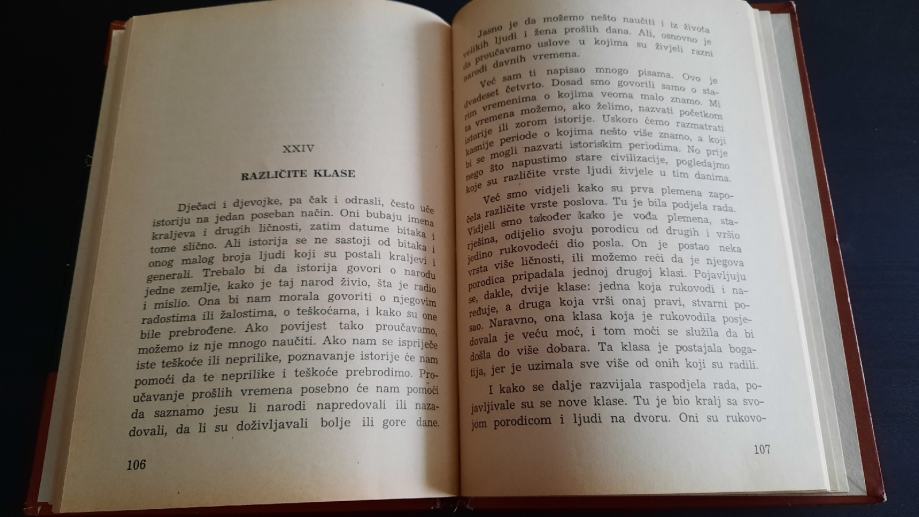 XXIV
RAZLIČITE KLASE
Dječaci i djevojke, pa čak i odrasli, često uče
istoriju na jedan poseban način. Oni bubaju imena
kraljeva i drugih ličnosti, zatim datume bitaka i
tome slično. Ali istorija se ne sastoji od bitaka i
onog malog broja ljudi koji su postali kraljevi i
generali. Trebalo bi da istorija govori o narodu
jedne zemlje, kako je taj narod živio, šta je radio
i mislio. Ona bi nam morala govoriti o njegovim
radostima ili žalostima, o teškoćama, i kako su one
bile prebrođene. Ako povijest tako proučavamo,
možemo iz nje mnogo naučiti. Ako nam se ispriječe
iste teškoće ili neprilike, poznavanje istorije će nam
pomoći da te neprilike i teškoće prebrodimo. Pro-
učavanje prošlih vremena posebno će nam pomoći
da saznamo jesu li narodi napredovali ili naza-
dovali, da li su doživljavali bolje ili gore dane.
106
Jasno je da možemo nešto naučiti i iz života
velikih ljudi i žena prošlih dana. Ali, osnovno je
da proučavamo uslove u kojima su živjeli razni
narodi davnih vremena.
Već sam ti napisao mnogo pisama. Ovo je
dvadeset četvrto. Dosad smo govorili samo o sta-
rim vremenima o kojima veoma malo znamo. Mi
ta vremena možemo, ako želimo, nazvati početkom
istorije ili zorom istorije. Uskoro ćemo razmatrati
kasnije periode o kojima nešto više znamo, a koji
bi se mogli nazvati istoriskim periodima. No prije
nego što napustimo stare civilizacije, pogledajmo
koje su različite vrste ljudi živjele u tim danima.
Već smo vidjeli kako su prva plemena zapo-
čela različite vrste poslova. Tu je bila podjela rada.
Vidjeli smo također kako je vođa plemena, sta-
rješina, odijelio svoju porodicu od drugih i vršio
jedino rukovodeći dio posla. On je postao neka
vrsta više ličnosti, ili možemo reći da je njegova
porodica pripadala jednoj drugoj klasi. Pojavljuju
se, dakle, dvije klase: jedna koja rukovodi i na-
ređuje, a druga koja vrši onaj pravi, stvarni po-
sao. Naravno, ona klasa koja je rukovodila posje-
dovala je veću moć, i tom moći se služila da bi
došla do više dobara. Ta klasa je postajala boga-
tija, jer je uzimala sve više od onih koji su radili.
I kako se dalje razvijala raspodjela rada, po-
javljivale su se nove klase. Tu je bio kralj sa svo-
jom porodicom i ljudi na dvoru. Oni su rukovo-
107